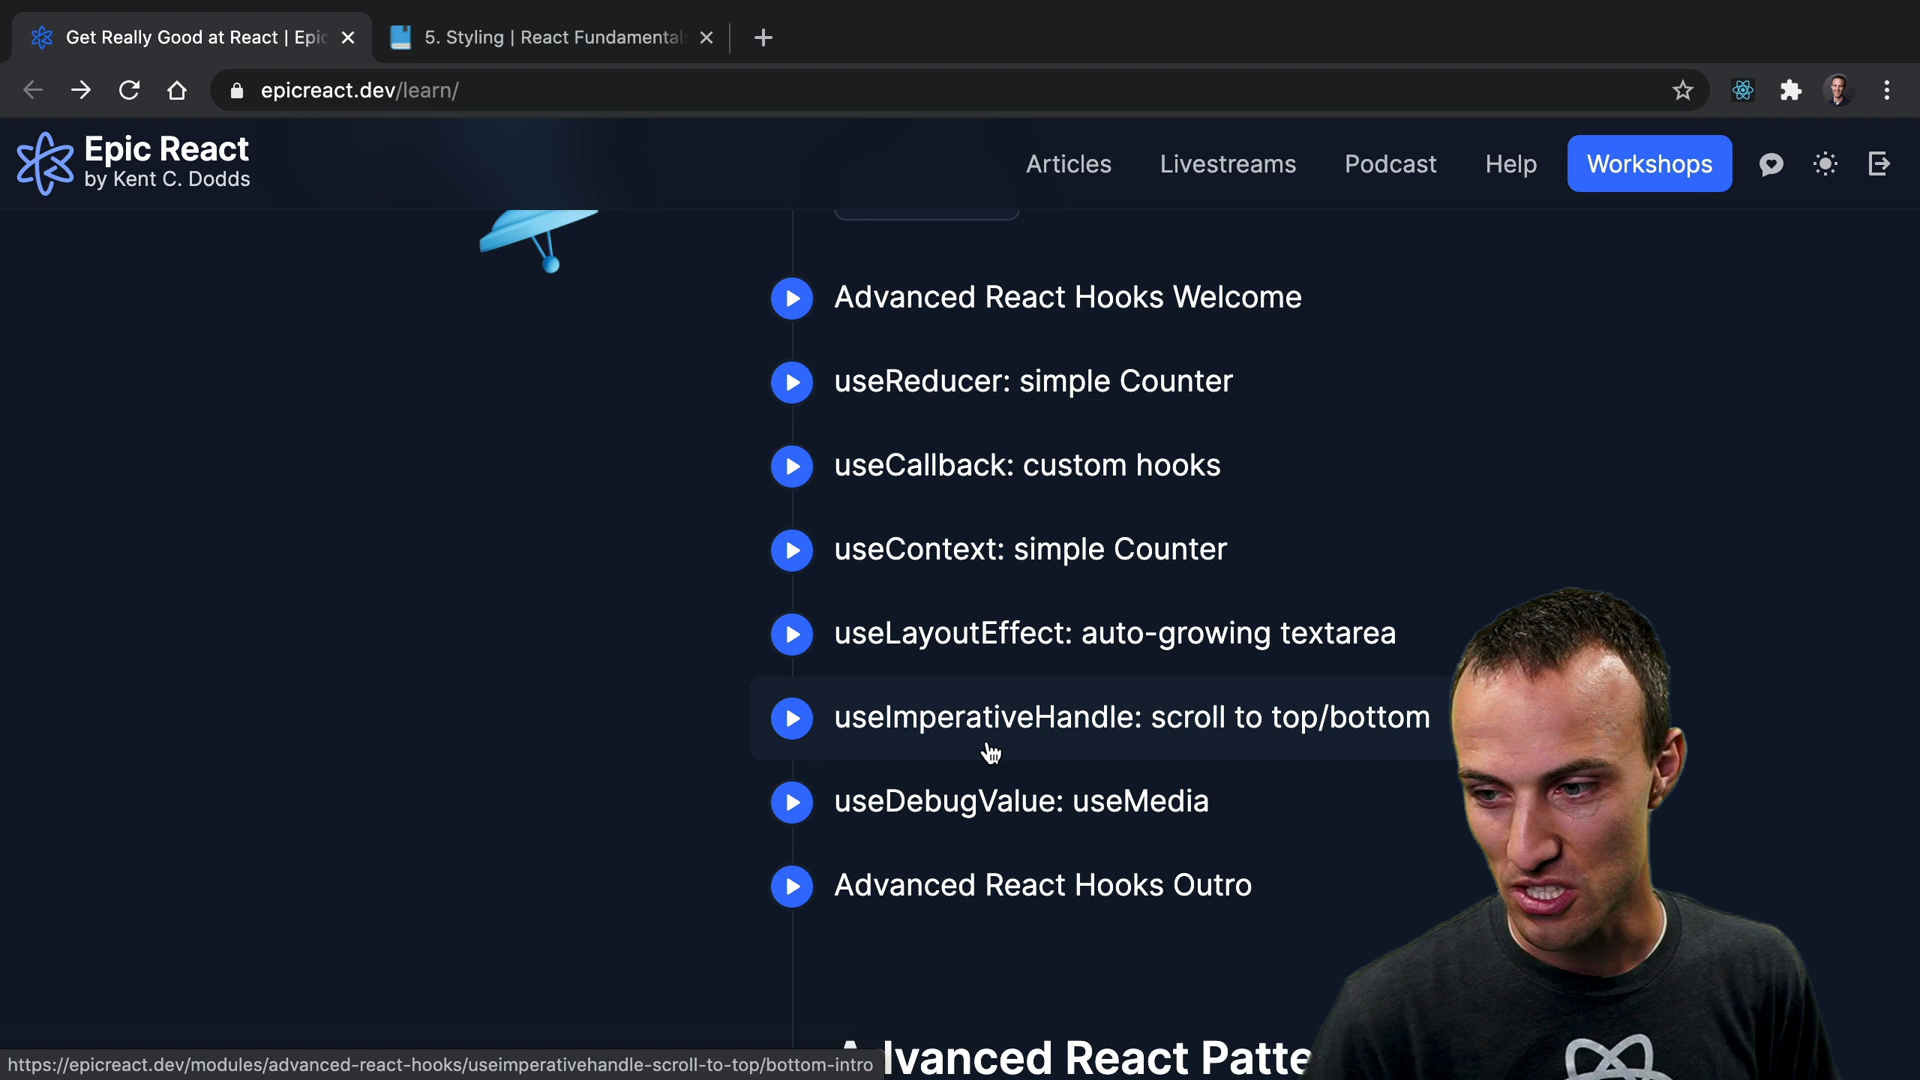 Get Really Good at React | Epic
5. Styling | React Fundamental
epicreact.dev/learn/
Epic React
by Kent C. Dodds
Articles
Livestreams
Podcast
Help
Workshops
Advanced React Hooks Welcome
useReducer: simple Counter
useCallback: custom hooks
useContext: simple Counter
useLayoutEffect: auto-growing textarea
useImperativeHandle: scroll to top/bottom
useDebugValue: useMedia
Advanced React Hooks Outro
Advanced React Patte
https://epicreact.dev/modules/advanced-react-hooks/useimperativehandle-scroll-to-top/bottom-intro